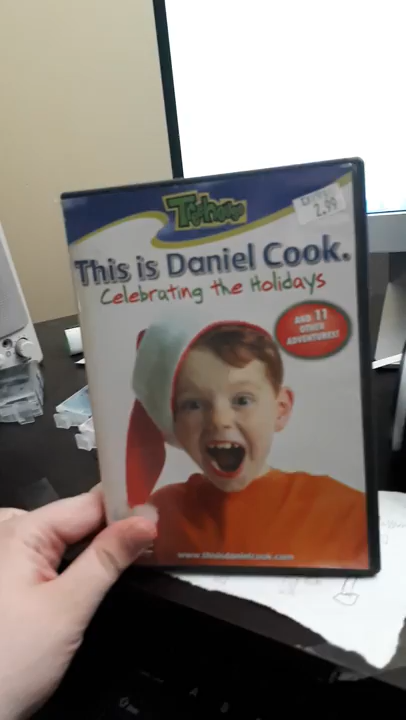 Treehouse
2.99
This is Daniel Cook.
Celebrating the Holidays
AND 11
OTHER
ADVENTURES!
www.thisisdanielcook.com
A
B